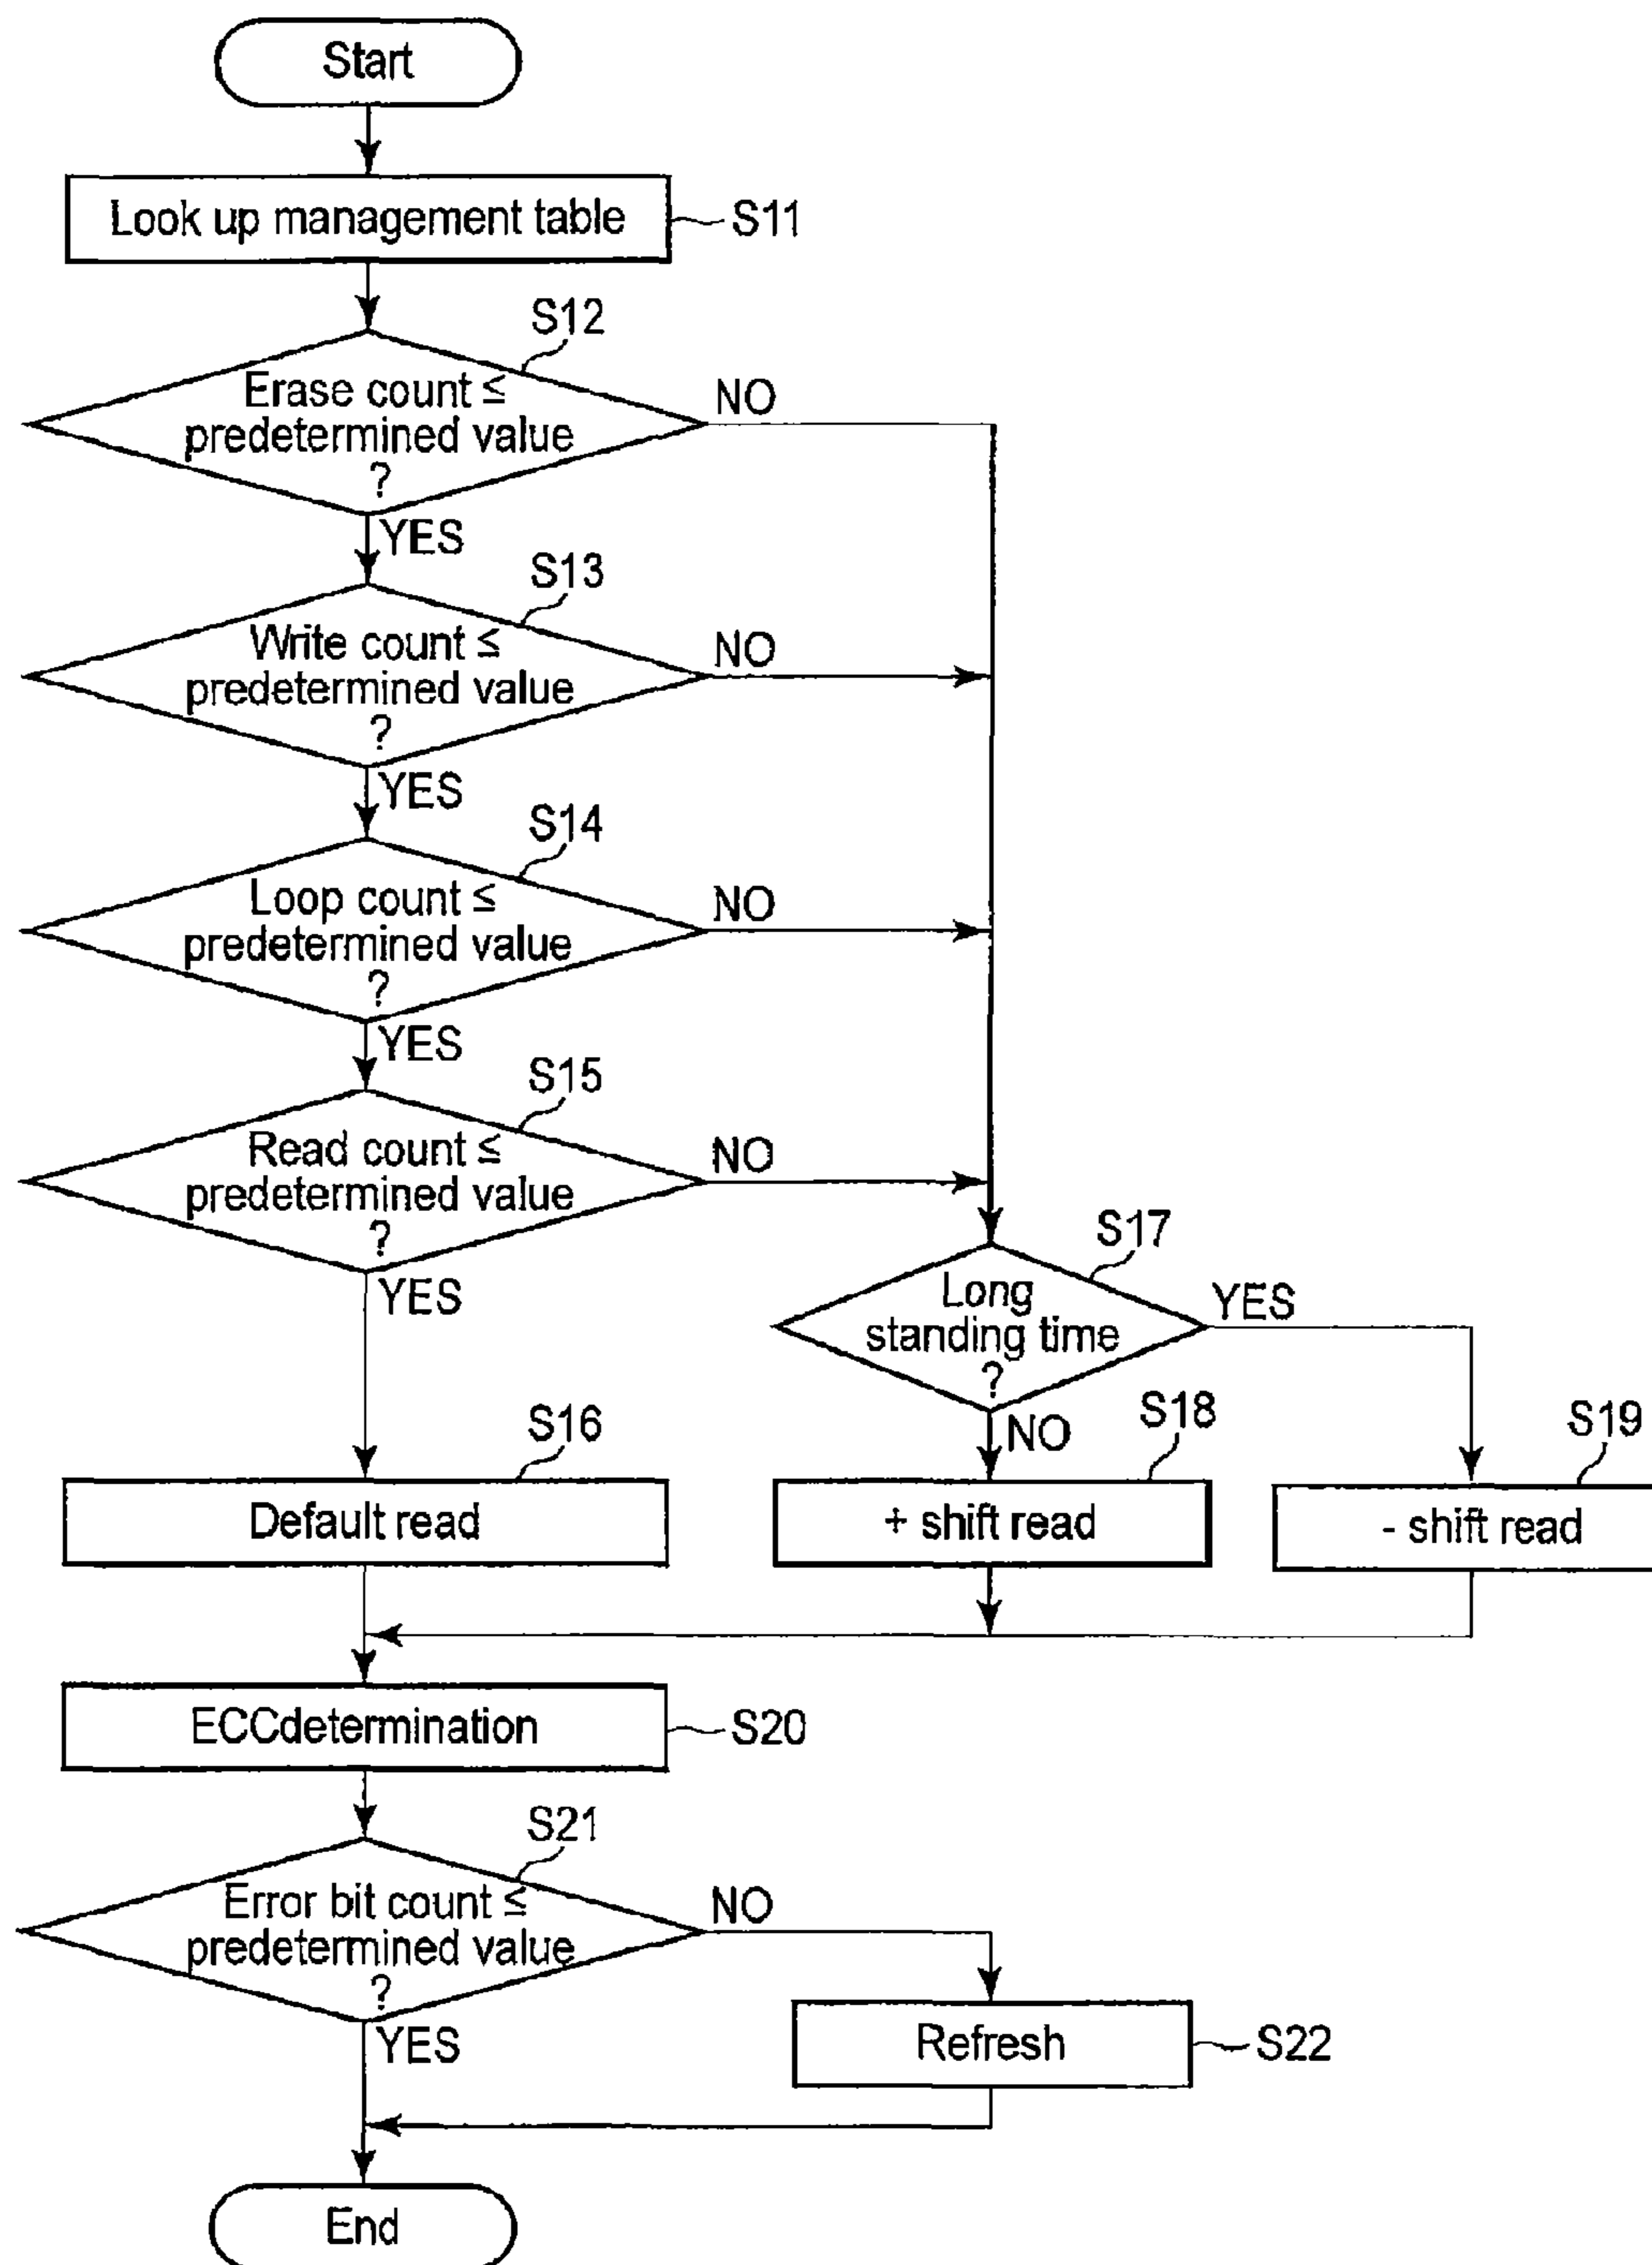 Start
Look up management table
S11
S12
Erase count ≤
predetermined value
?
NO
YES
S13
Write count ≤
predetermined value
?
NO
YES
S14
Loop count ≤
predetermined value
?
NO
YES
S15
Read count ≤
predetermined value
?
NO
YES
S17
Long
standing time
?
YES
NO
S16
Default read
S18
+ shift read
S19
- shift read
ECCdetermination
S20
S21
Error bit count ≤
predetermined value
?
NO
YES
Refresh
S22
End